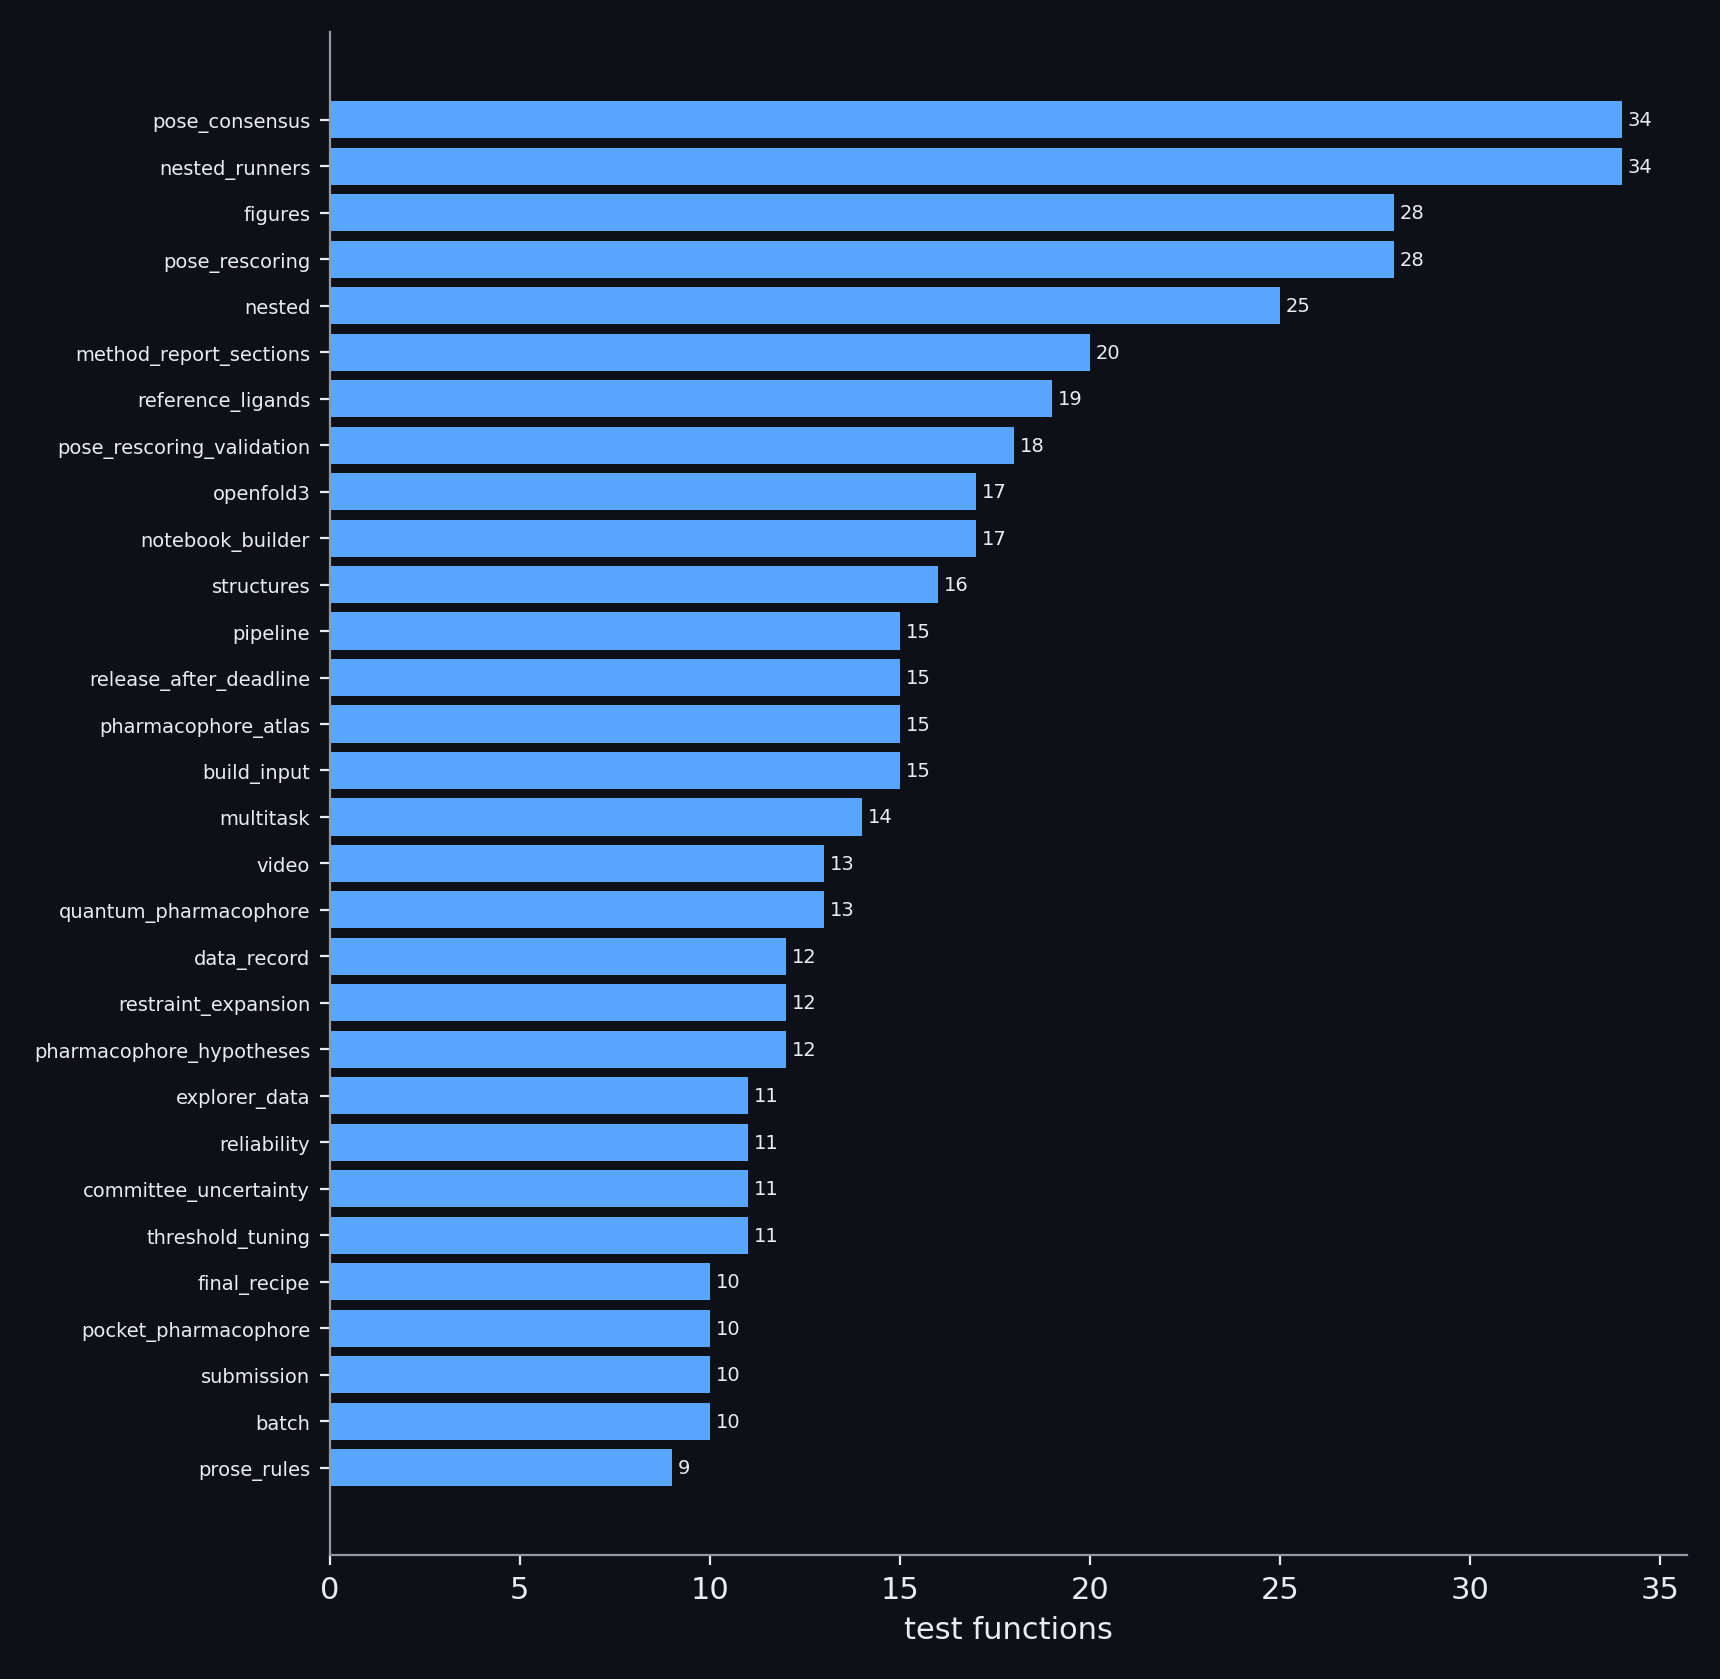 pose_consensus 34
nested_runners 34
figures 28
pose_rescoring 28
nested 25
method_report_sections 20
reference_ligands 19
pose_rescoring_validation 18
openfold3 17
notebook_builder 17
structures 16
pipeline 15
release_after_deadline 15
pharmacophore_atlas 15
build_input 15
multitask 14
video 13
quantum_pharmacophore 13
data_record 12
restraint_expansion 12
pharmacophore_hypotheses 12
explorer_data 11
reliability 11
committee_uncertainty 11
threshold_tuning 11
final_recipe 10
pocket_pharmacophore 10
submission 10
batch 10
prose_rules 9
0 5 10 15 20 25 30 35
test functions